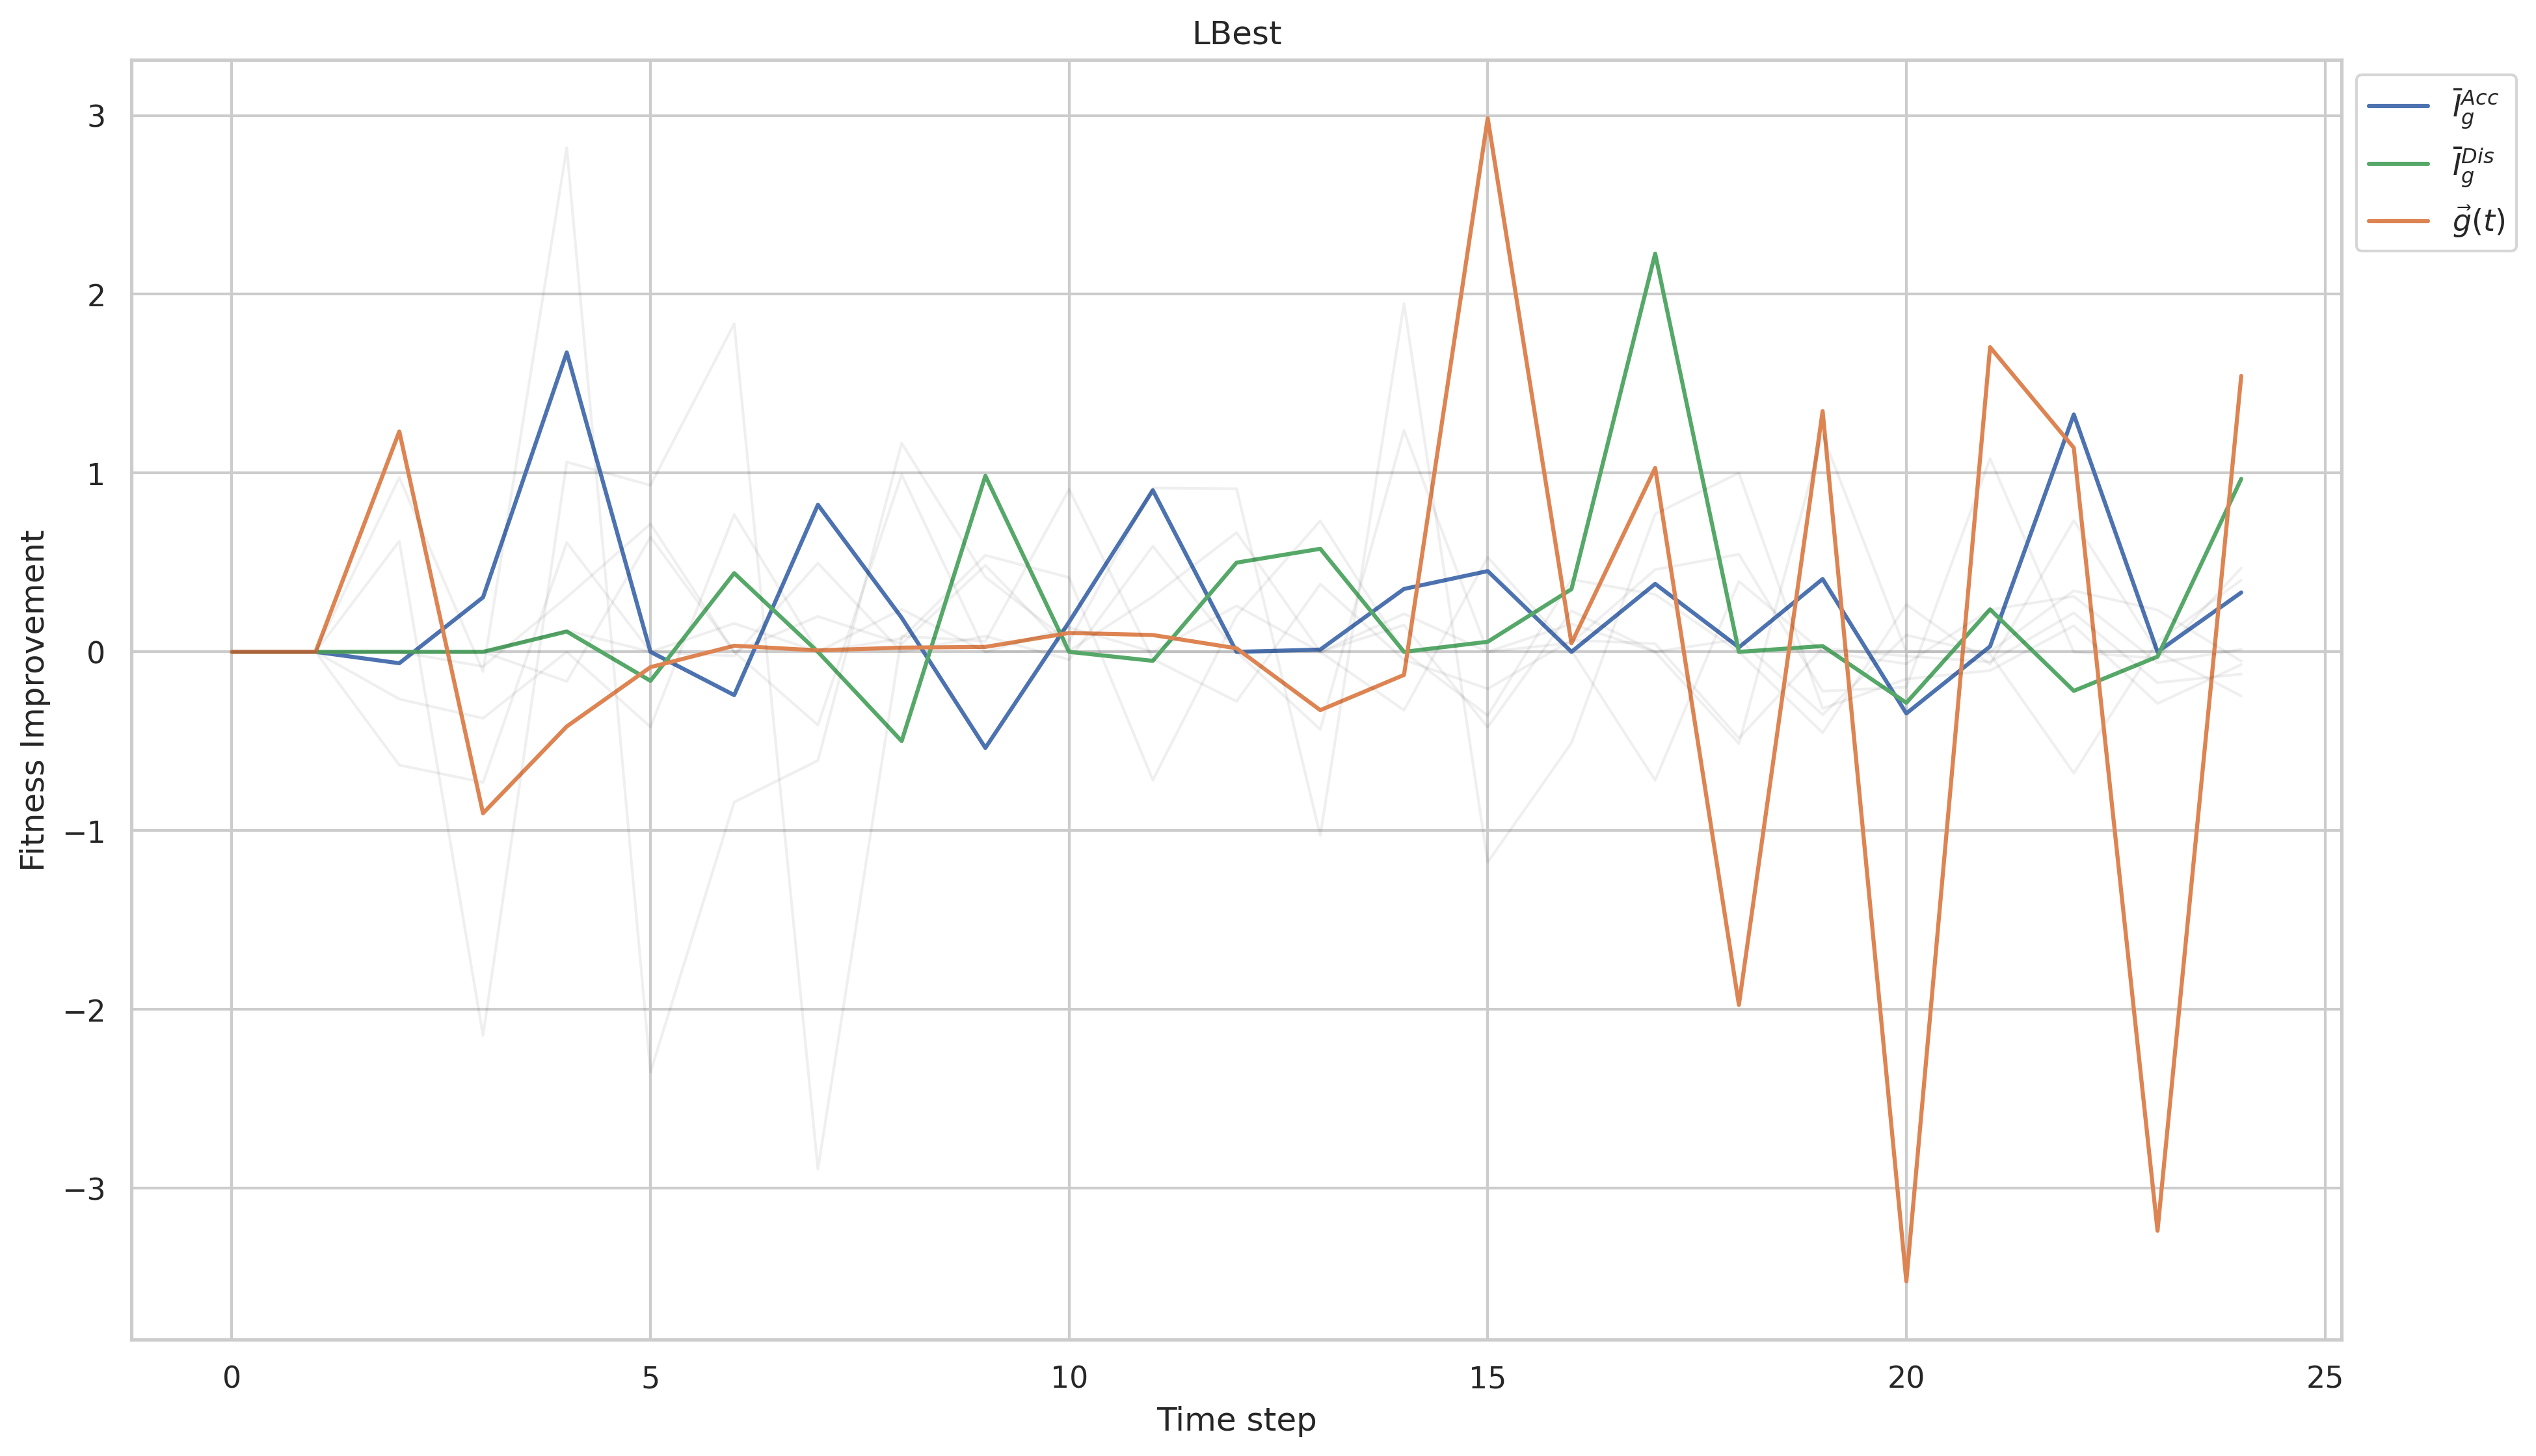 LBest
Fitness Improvement
3
2
1
0
−1
−2
−3
0 5 10 15 20 25
Time step
Ī_g^Acc
Ī_g^Dis
g⃗(t)